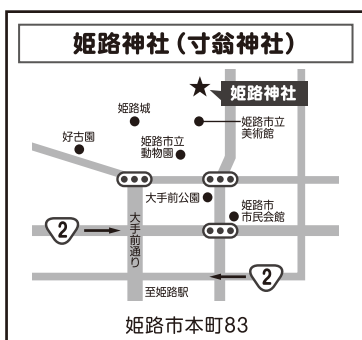 姫路神社（寸翁神社）
姫路神社
姫路城
姫路市立
美術館
好古園
姫路市立
動物園
大手前公園
姫路市
市民会館
大手前通り
2
2
至姫路駅
姫路市本町83